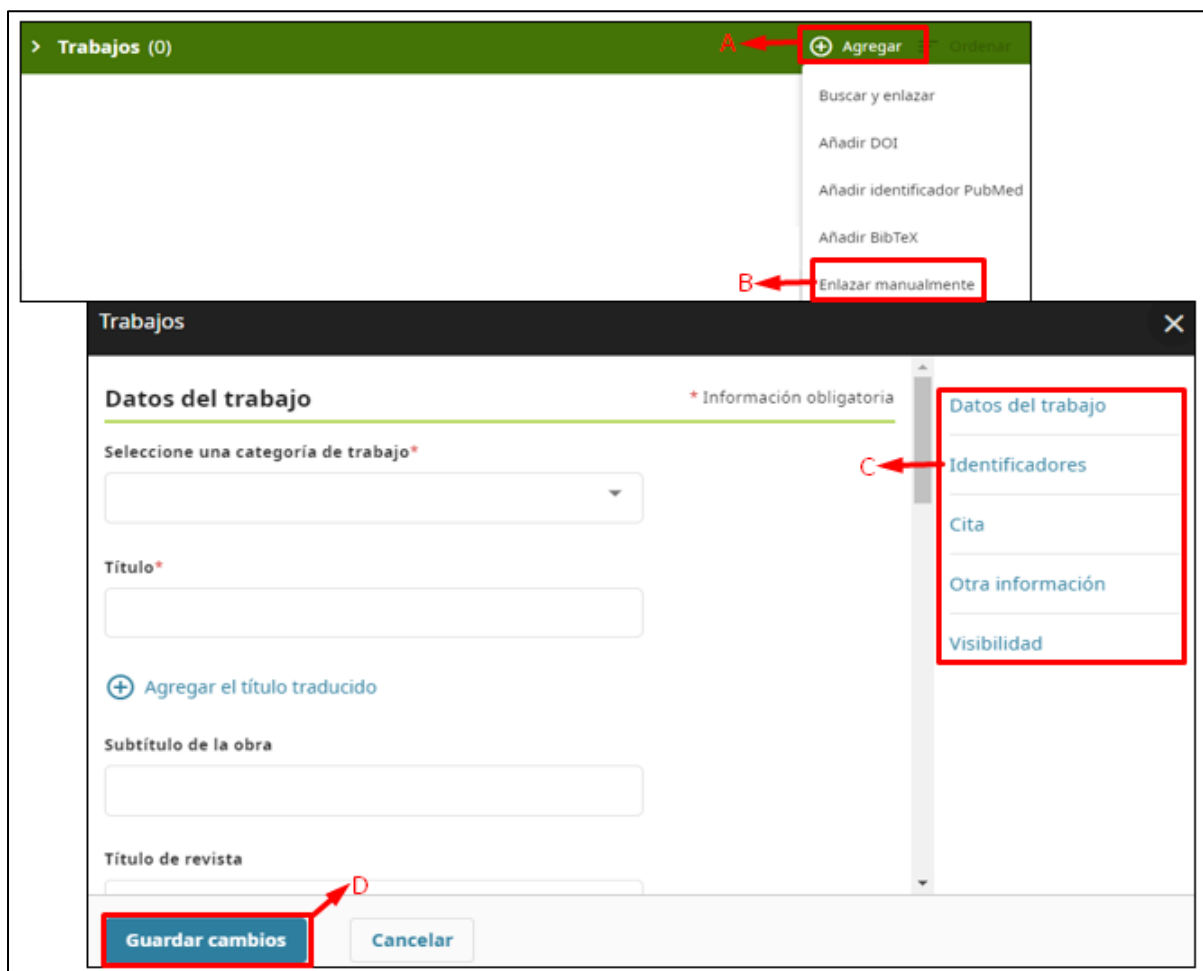 > Trabajos (0)
A
Agregar
Ordenar
Buscar y enlazar
Añadir DOI
Añadir identificador PubMed
Añadir BibTeX
B
Enlazar manualmente
Trabajos
Datos del trabajo
* Información obligatoria
Seleccione una categoría de trabajo*
Título*
Agregar el título traducido
Subtítulo de la obra
Título de revista
Datos del trabajo
C
Identificadores
Cita
Otra información
Visibilidad
D
Guardar cambios
Cancelar